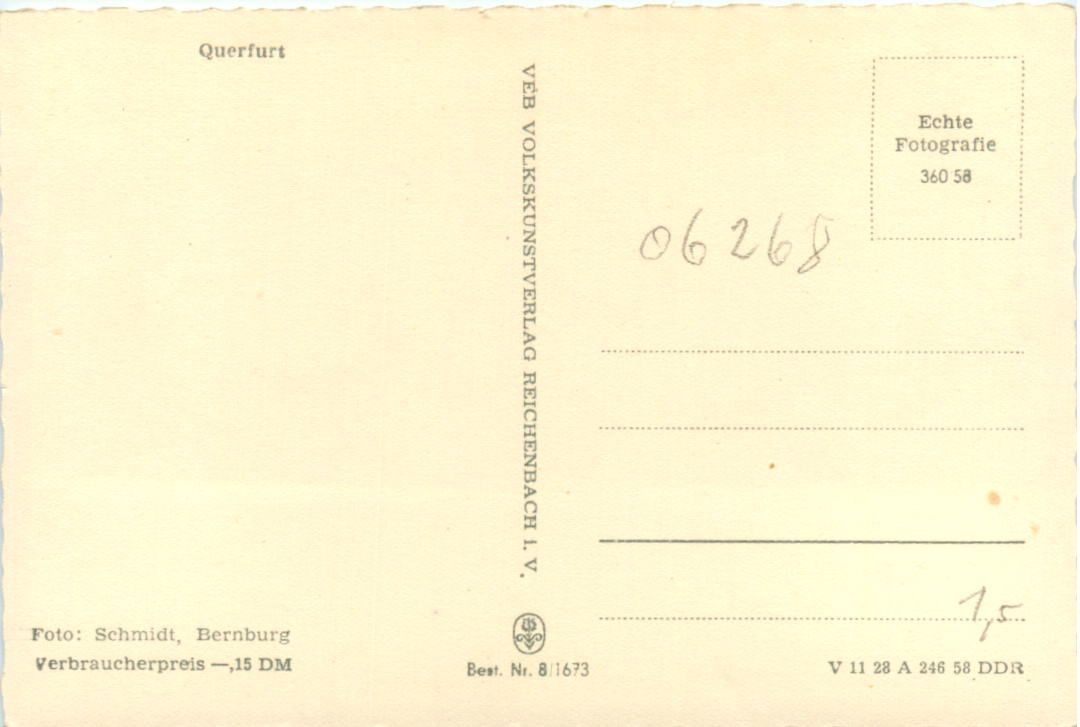 Querfurt
VEB VOLKSKUNSTVERLAG REICHENBACH i. V.
Echte
Fotografie
360 58
06268
1,5
Foto: Schmidt, Bernburg
Verbraucherpreis —,15 DM
Best. Nr. 8/1673
V 11 28 A 246 58 DDR